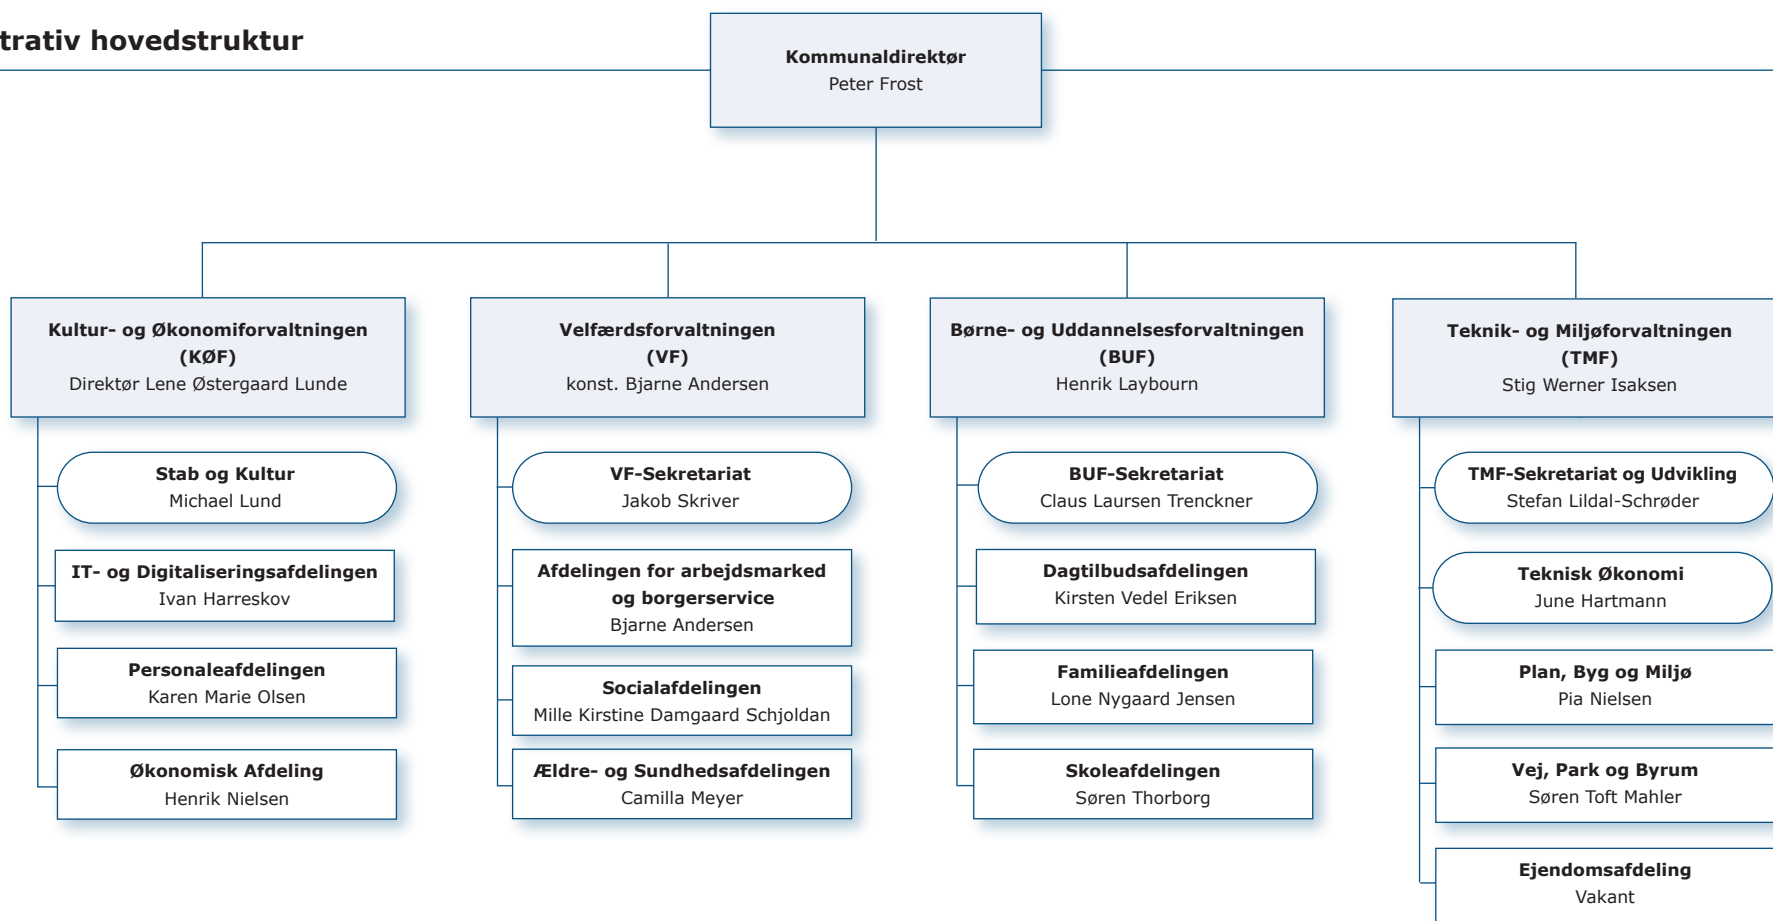 trativ hovedstruktur
Kommunaldirektør
Peter Frost
Kultur- og Økonomiforvaltningen
(KØF)
Direktør Lene Østergaard Lunde
Stab og Kultur
Michael Lund
IT- og Digitaliseringsafdelingen
Ivan Harreskov
Personaleafdelingen
Karen Marie Olsen
Økonomisk Afdeling
Henrik Nielsen
Velfærdsforvaltningen
(VF)
konst. Bjarne Andersen
VF-Sekretariat
Jakob Skriver
Afdelingen for arbejdsmarked
og borgerservice
Bjarne Andersen
Socialafdelingen
Mille Kirstine Damgaard Schjoldan
Ældre- og Sundhedsafdelingen
Camilla Meyer
Børne- og Uddannelsesforvaltningen
(BUF)
Henrik Laybourn
BUF-Sekretariat
Claus Laursen Trenckner
Dagtilbudsafdelingen
Kirsten Vedel Eriksen
Familieafdelingen
Lone Nygaard Jensen
Skoleafdelingen
Søren Thorborg
Teknik- og Miljøforvaltningen
(TMF)
Stig Werner Isaksen
TMF-Sekretariat og Udvikling
Stefan Lildal-Schrøder
Teknisk Økonomi
June Hartmann
Plan, Byg og Miljø
Pia Nielsen
Vej, Park og Byrum
Søren Toft Mahler
Ejendomsafdeling
Vakant